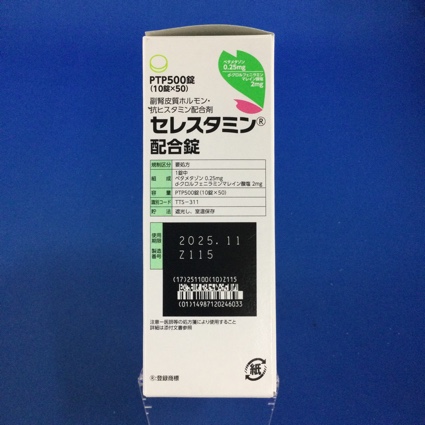 PTP500錠
(10錠×50)
ベタメタゾン
0.25mg
d-クロルフェニラミン
マレイン酸塩
2mg
副腎皮質ホルモン・
抗ヒスタミン配合剤
セレスタミン®
配合錠
規制区分 要処方
組成 1錠中
ベタメタゾン 0.25mg
d-クロルフェニラミンマレイン酸塩 2mg
容量 PTP500錠(10錠×50)
識別コード TTS-311
貯法 遮光し、室温保存
使用
期限 2025.11
製造
番号 Z115
(17)251100(10)Z115
(01)14987120246033
注意-医師等の処方箋により使用すること
詳細は添付文書参照
紙
®:登録商標